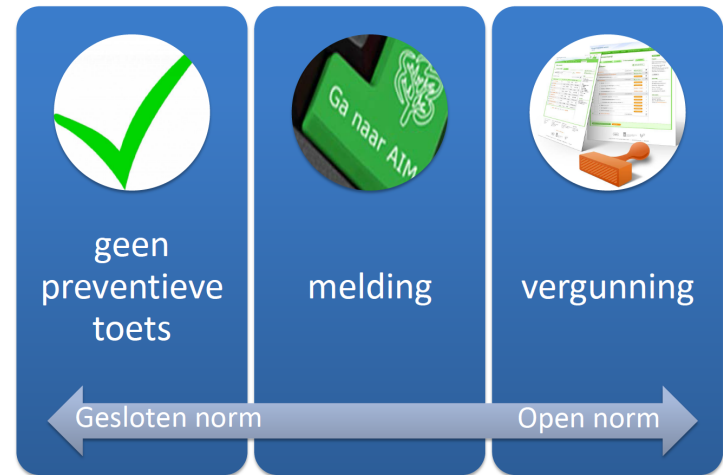 geen
preventieve
toets
Ga naar AIM
melding
vergunning
Gesloten norm
Open norm